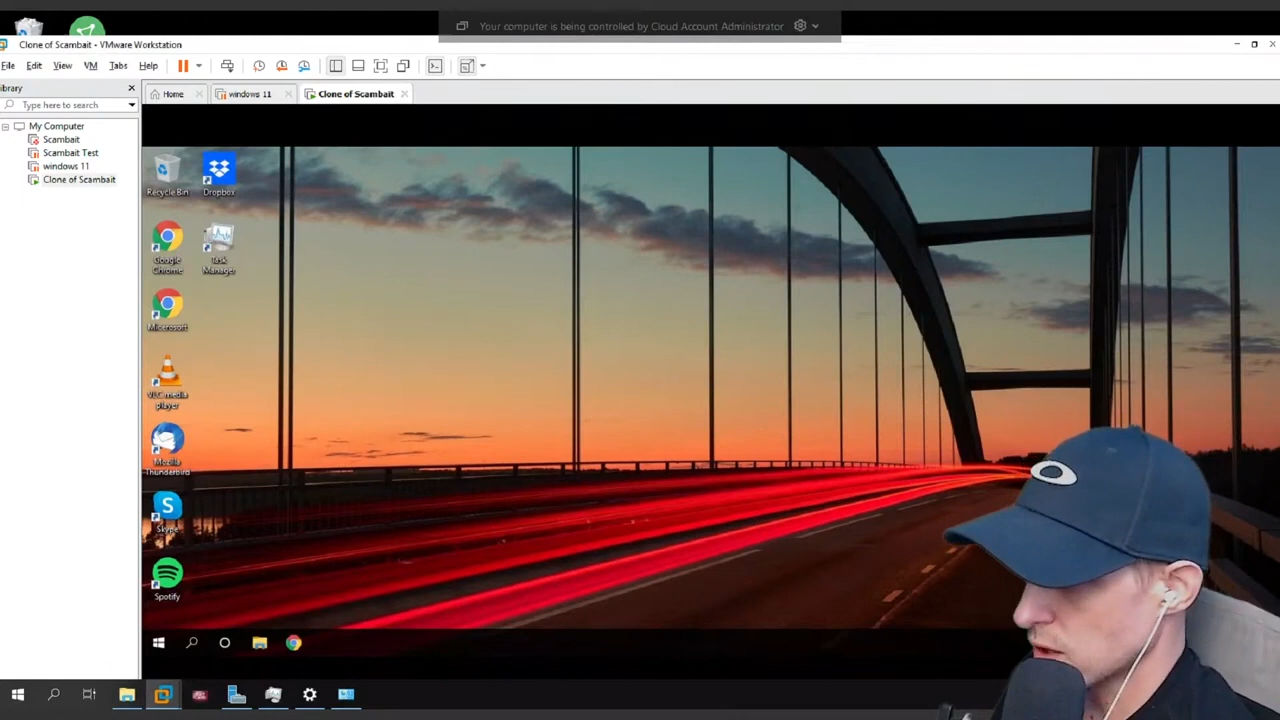 Your computer is being controlled by Cloud Account Administrator
Clone of Scambait - VMware Workstation
File Edit View VM Tabs Help
ibrary
Home windows 11 Clone of Scambait
Type here to search
My Computer
Scambait
Scambait Test
windows 11
Clone of Scambait
Recycle Bin Dropbox
Google Chrome
Task Manager
Micerosoft
VLC media player
Mozilla Thunderbird
Skype
Spotify